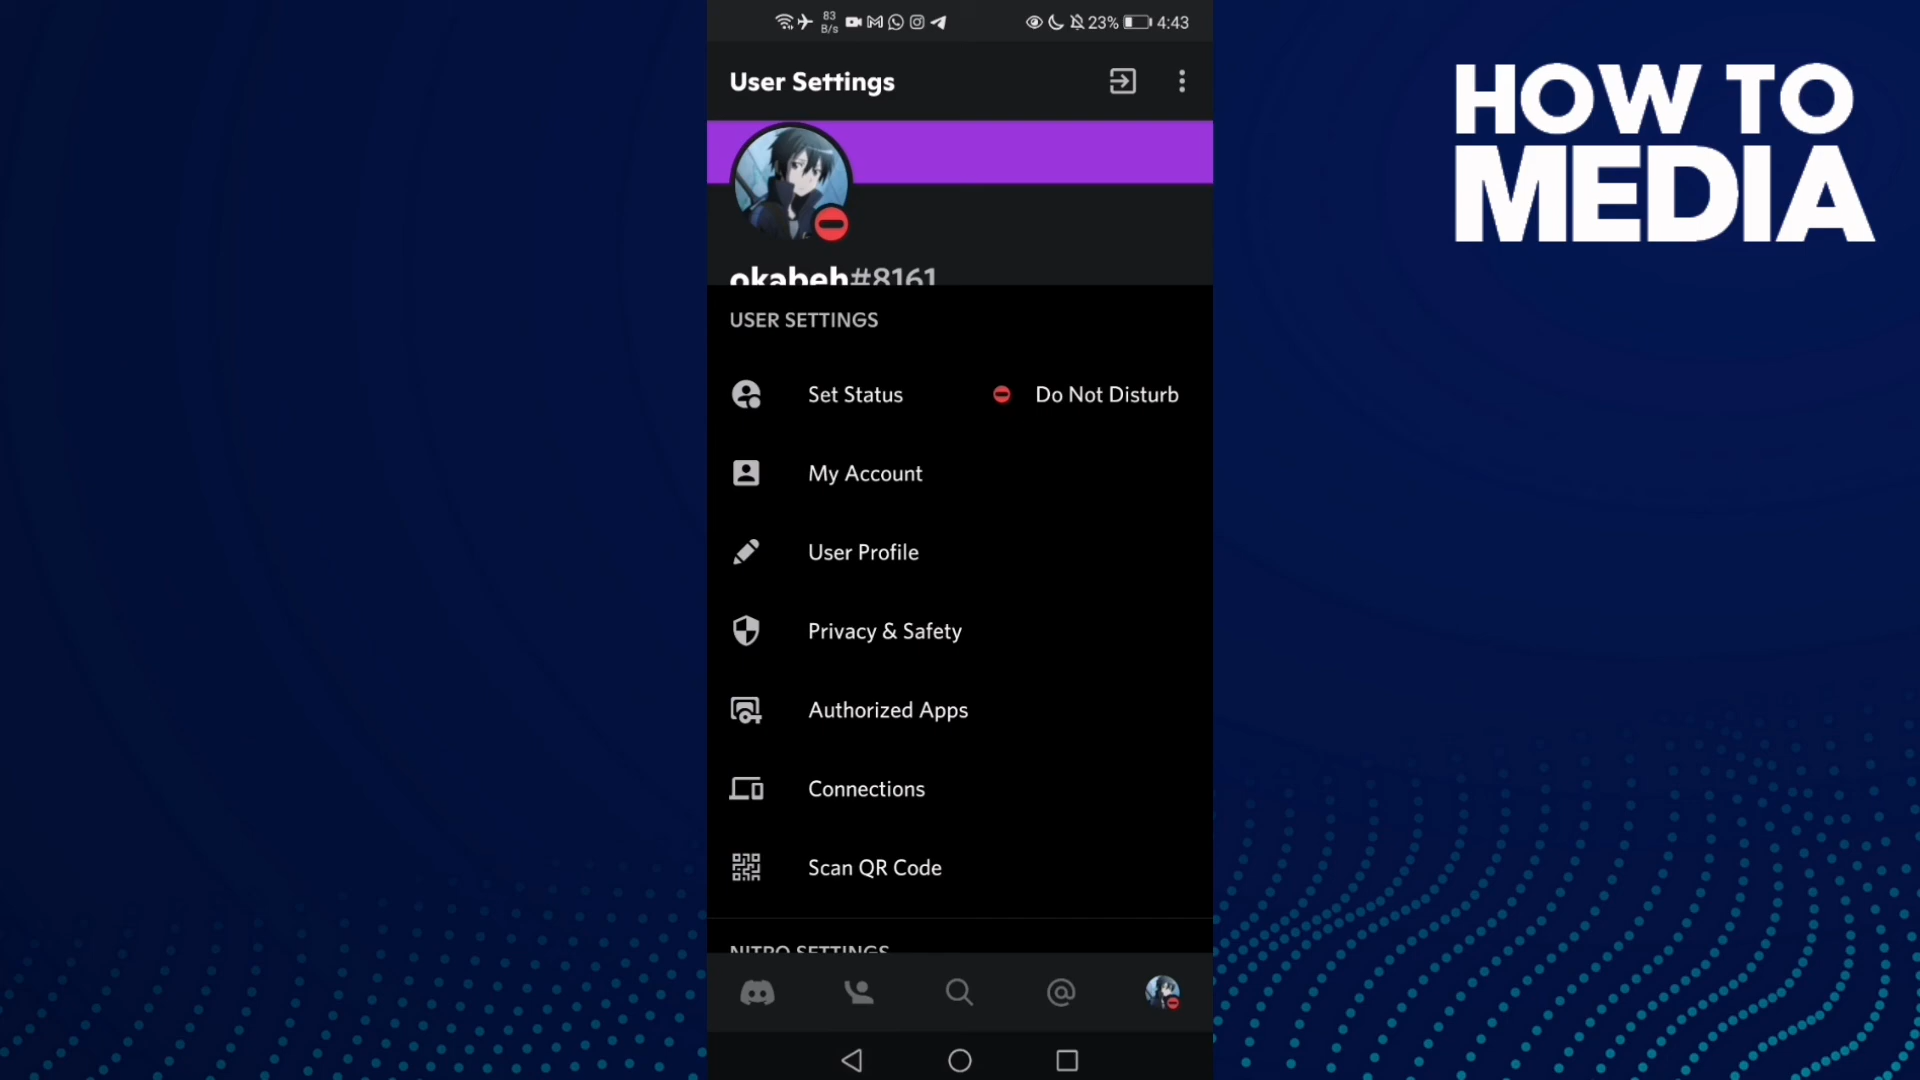 83
B/s
23%
4:43
User Settings
HOW TO
MEDIA
okabeh#8161
USER SETTINGS
Set Status
Do Not Disturb
My Account
User Profile
Privacy & Safety
Authorized Apps
Connections
Scan QR Code
NITRO SETTINGS